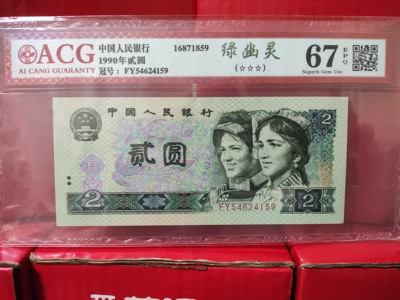 ACG
AI CANG GUARANTY
中国人民银行 16871859
1990年贰圆
冠号: FY54624159
绿幽灵
(☆☆☆)
67 EPQ
Superb Gem Unc
中国人民银行
2
贰圆
2
2
FY54624159